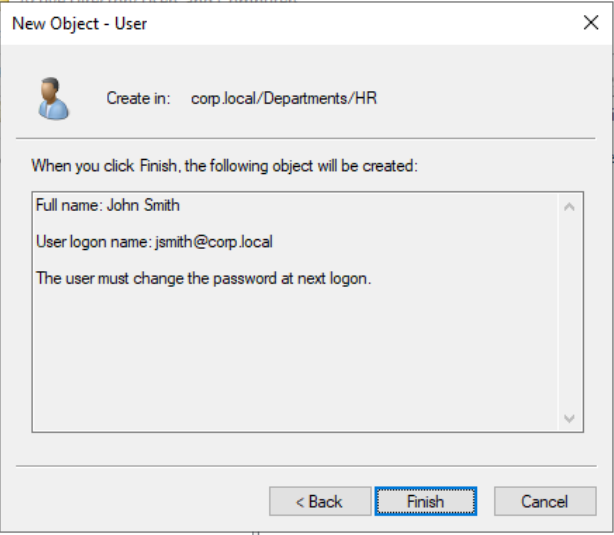 New Object - User
Create in: corp.local/Departments/HR
When you click Finish, the following object will be created:
Full name: John Smith
User logon name: jsmith@corp.local
The user must change the password at next logon.
< Back
Finish
Cancel